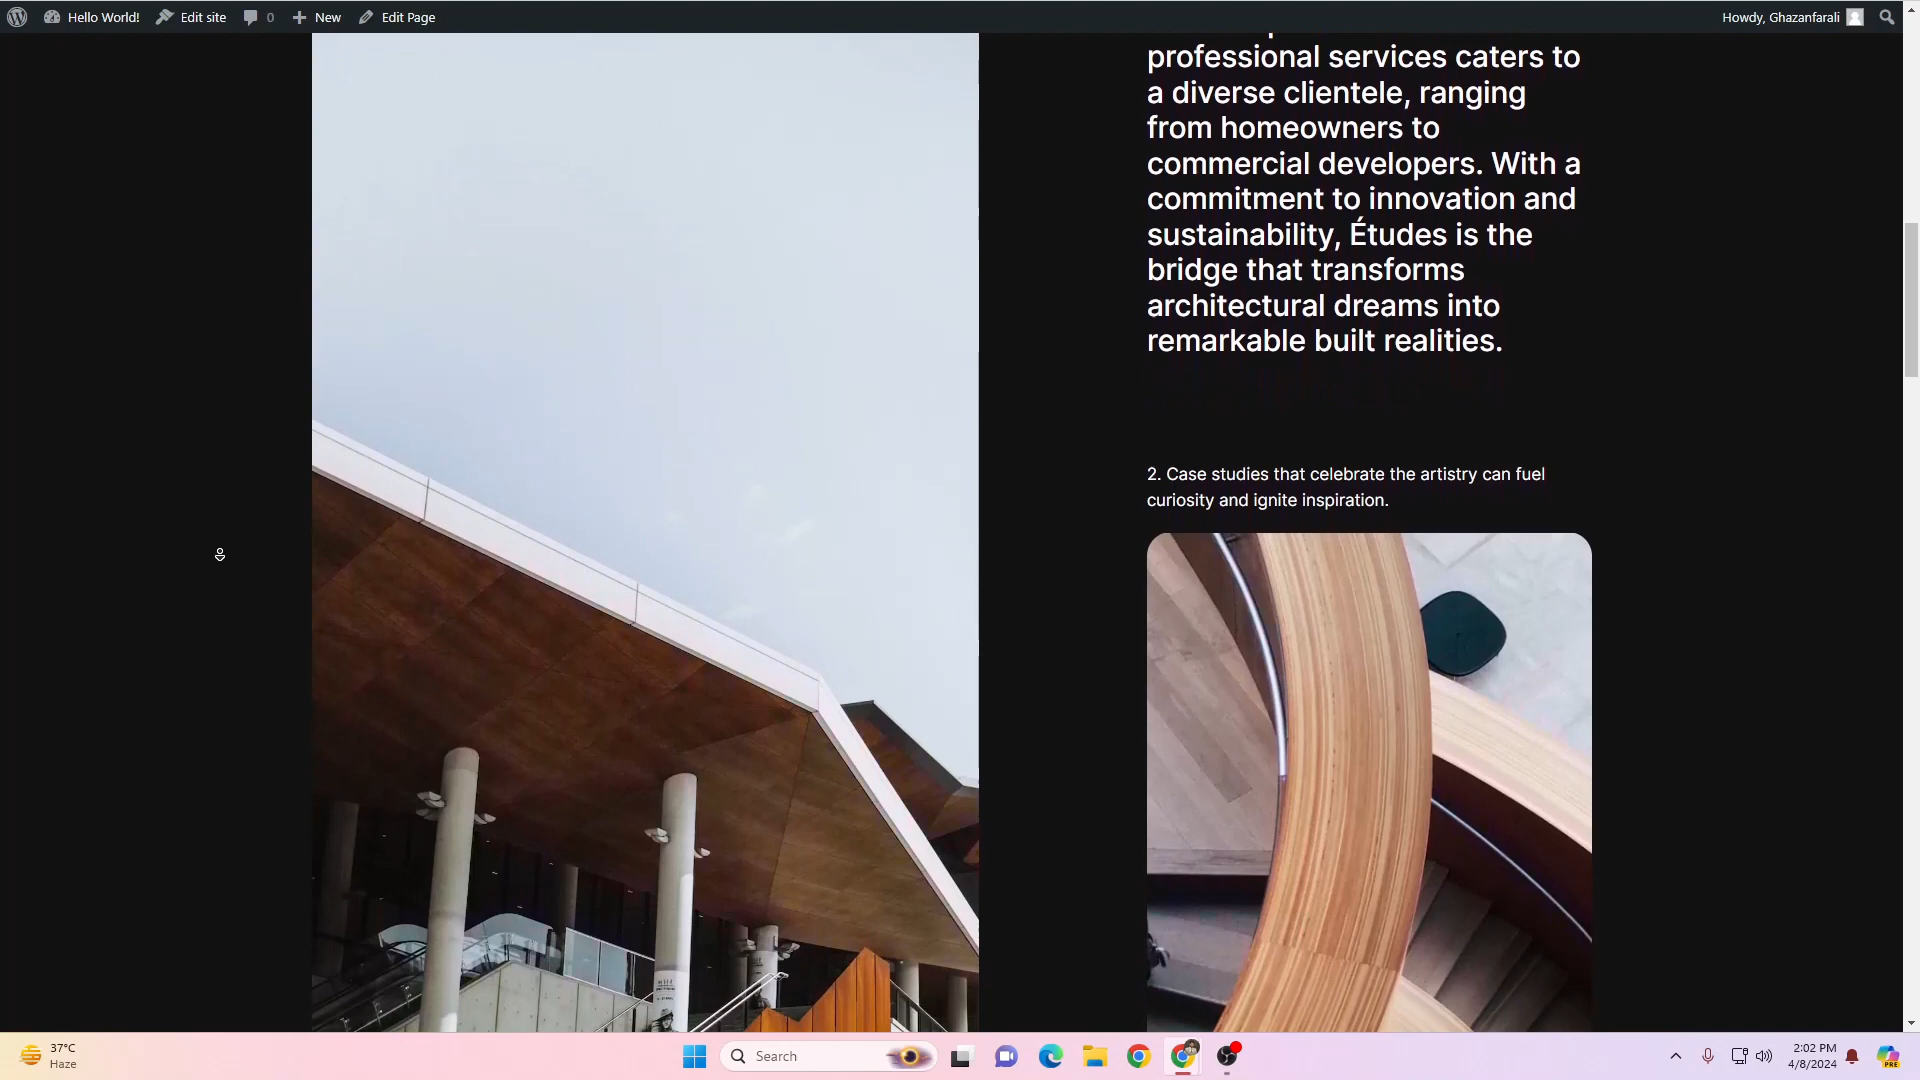 Hello World!
Edit site
0
New
Edit Page
Howdy, Ghazanfarali
professional services caters to
a diverse clientele, ranging
from homeowners to
commercial developers. With a
commitment to innovation and
sustainability, Études is the
bridge that transforms
architectural dreams into
remarkable built realities.
2. Case studies that celebrate the artistry can fuel
curiosity and ignite inspiration.
37°C
Haze
Search
2:02 PM
4/8/2024
PRE